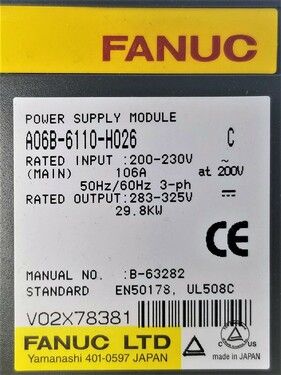 FANUC
POWER SUPPLY MODULE
A06B-6110-H026 C
RATED INPUT :200-230V ~
(MAIN) 106A at 200V
50Hz/60Hz 3-ph
RATED OUTPUT:283-325V
29.8KW
CE
MANUAL NO. :B-63282
STANDARD EN50178, UL508C
V02X78381
FANUC LTD
Yamanashi 401-0597 JAPAN
C US
MADE IN JAPAN